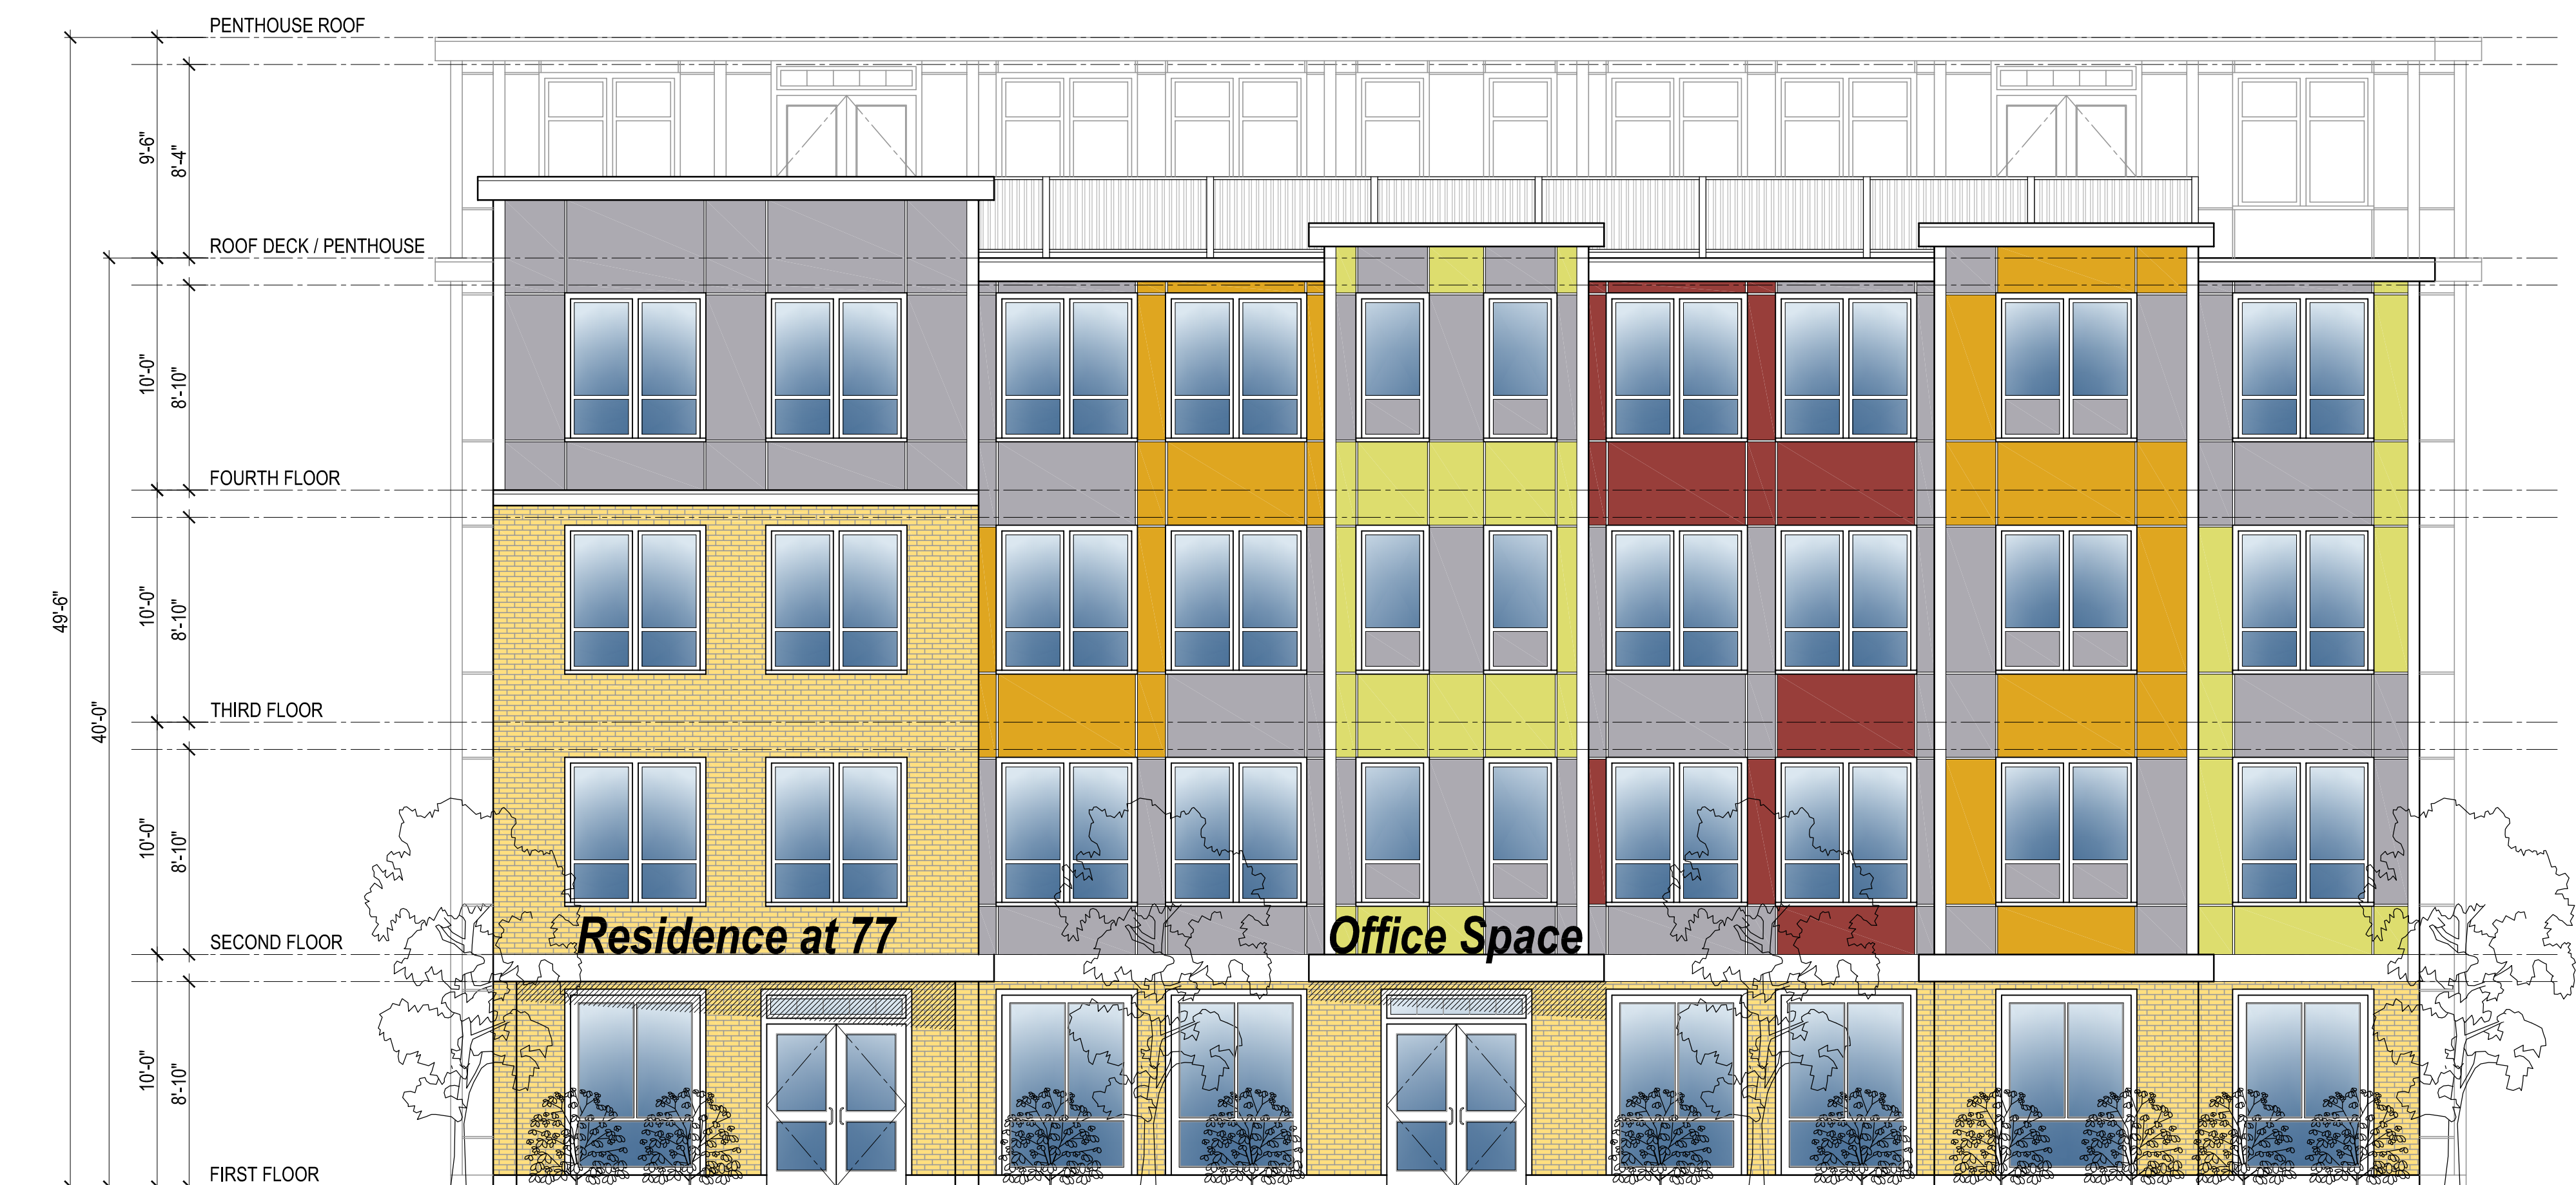 PENTHOUSE ROOF
9'-6"
8'-4"
ROOF DECK / PENTHOUSE
10'-0"
8'-10"
FOURTH FLOOR
49'-6"
40'-0"
10'-0"
8'-10"
THIRD FLOOR
10'-0"
8'-10"
Residence at 77
Office Space
SECOND FLOOR
10'-0"
8'-10"
FIRST FLOOR